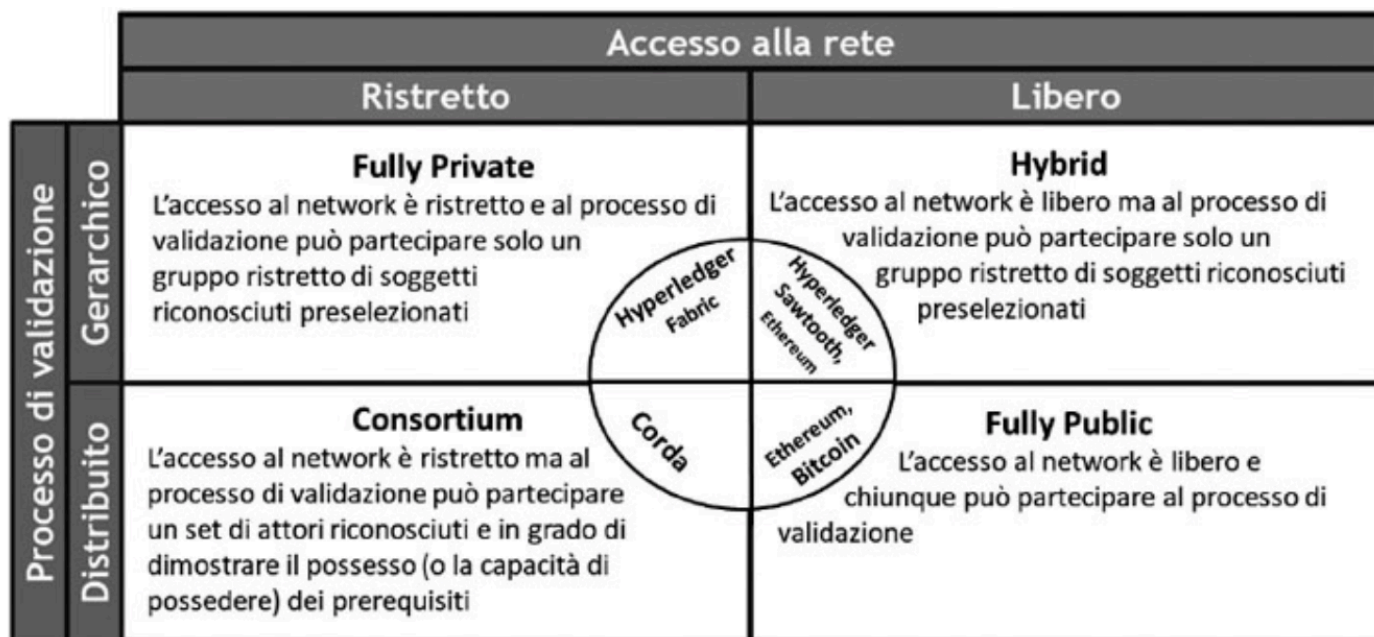 Accesso alla rete
Ristretto
Libero
Processo di validazione
Gerarchico
Fully Private
L'accesso al network è ristretto e al processo di
validazione può partecipare solo un
gruppo ristretto di soggetti
riconosciuti preselezionati
Hybrid
L'accesso al network è libero ma al processo di
validazione può partecipare solo un
gruppo ristretto di soggetti riconosciuti
preselezionati
Hyperledger
Fabric
Hyperledger
Sawtooth,
Ethereum
Distribuito
Consortium
L'accesso al network è ristretto ma al
processo di validazione può partecipare
un set di attori riconosciuti e in grado di
dimostrare il possesso (o la capacità di
possedere) dei prerequisiti
Corda
Ethereum,
Bitcoin
Fully Public
L'accesso al network è libero e
chiunque può partecipare al processo di
validazione